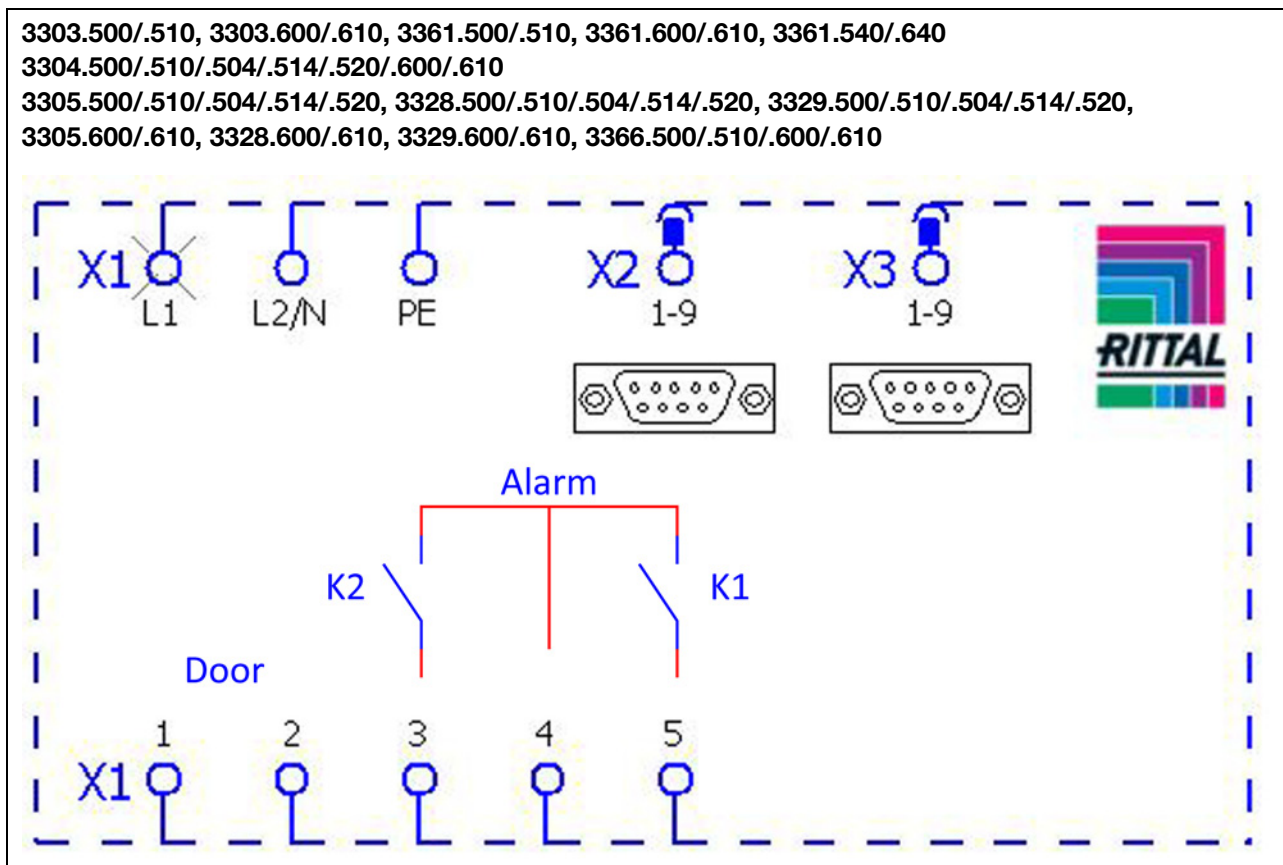 3303.500/.510, 3303.600/.610, 3361.500/.510, 3361.600/.610, 3361.540/.640
3304.500/.510/.504/.514/.520/.600/.610
3305.500/.510/.504/.514/.520, 3328.500/.510/.504/.514/.520, 3329.500/.510/.504/.514/.520,
3305.600/.610, 3328.600/.610, 3329.600/.610, 3366.500/.510/.600/.610
X1 X2 X3
L1 L2/N PE 1-9 1-9
RITTAL
Alarm
K2 K1
Door
1 2 3 4 5
X1